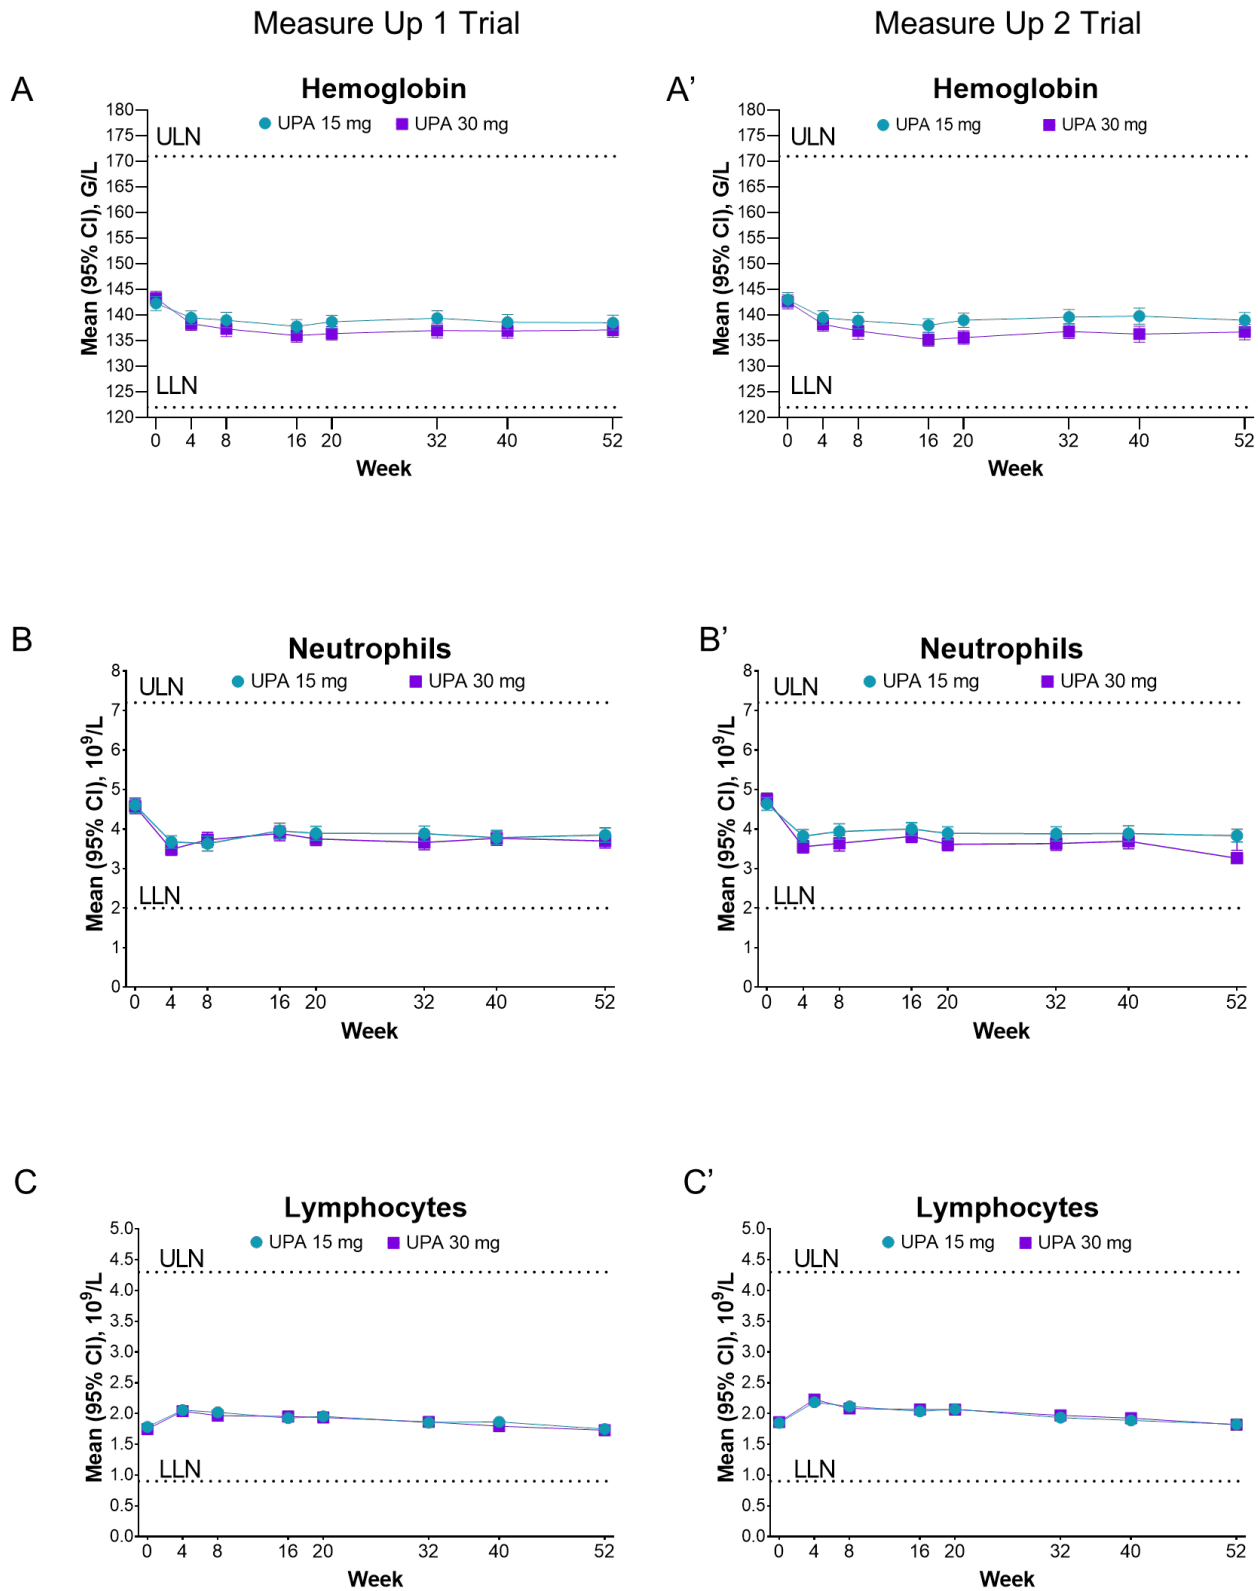 Measure Up 1 Trial
Measure Up 2 Trial
A
Hemoglobin
UPA 15 mg
UPA 30 mg
ULN
LLN
180
175
170
165
160
155
150
145
140
135
130
125
120
Mean (95% CI), G/L
0 4 8 16 20 32 40 52
Week
A’
Hemoglobin
UPA 15 mg
UPA 30 mg
ULN
LLN
180
175
170
165
160
155
150
145
140
135
130
125
120
Mean (95% CI), G/L
0 4 8 16 20 32 40 52
Week
B
Neutrophils
UPA 15 mg
UPA 30 mg
ULN
LLN
8
7
6
5
4
3
2
1
0
Mean (95% CI), 10⁹/L
0 4 8 16 20 32 40 52
Week
B’
Neutrophils
UPA 15 mg
UPA 30 mg
ULN
LLN
8
7
6
5
4
3
2
1
0
Mean (95% CI), 10⁹/L
0 4 8 16 20 32 40 52
Week
C
Lymphocytes
UPA 15 mg
UPA 30 mg
ULN
LLN
5.0
4.5
4.0
3.5
3.0
2.5
2.0
1.5
1.0
0.5
0.0
Mean (95% CI), 10⁹/L
0 4 8 16 20 32 40 52
Week
C’
Lymphocytes
UPA 15 mg
UPA 30 mg
ULN
LLN
5.0
4.5
4.0
3.5
3.0
2.5
2.0
1.5
1.0
0.5
0.0
Mean (95% CI), 10⁹/L
0 4 8 16 20 32 40 52
Week